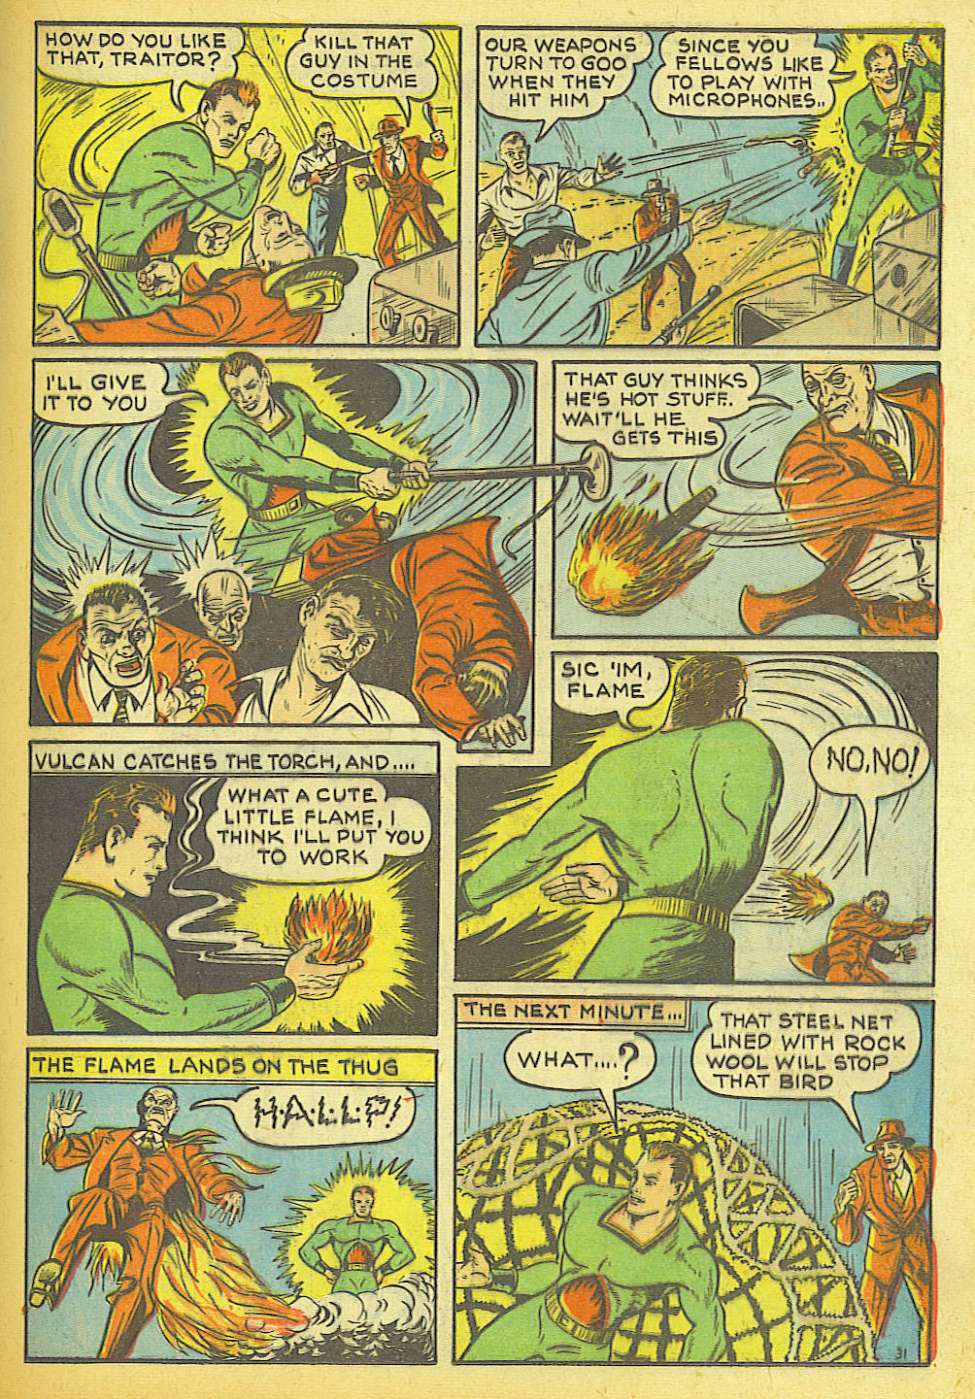 HOW DO YOU LIKE
THAT, TRAITOR?
KILL THAT
GUY IN THE
COSTUME
OUR WEAPONS
TURN TO GOO
WHEN THEY
HIT HIM
SINCE YOU
FELLOWS LIKE
TO PLAY WITH
MICROPHONES..
I'LL GIVE
IT TO YOU
THAT GUY THINKS
HE'S HOT STUFF.
WAIT'LL HE
GETS THIS
VULCAN CATCHES THE TORCH, AND....
WHAT A CUTE
LITTLE FLAME, I
THINK I'LL PUT YOU
TO WORK
SIC 'IM,
FLAME
NO, NO!
THE FLAME LANDS ON THE THUG
THE NEXT MINUTE...
WHAT....?
THAT STEEL NET
LINED WITH ROCK
WOOL WILL STOP
THAT BIRD
31